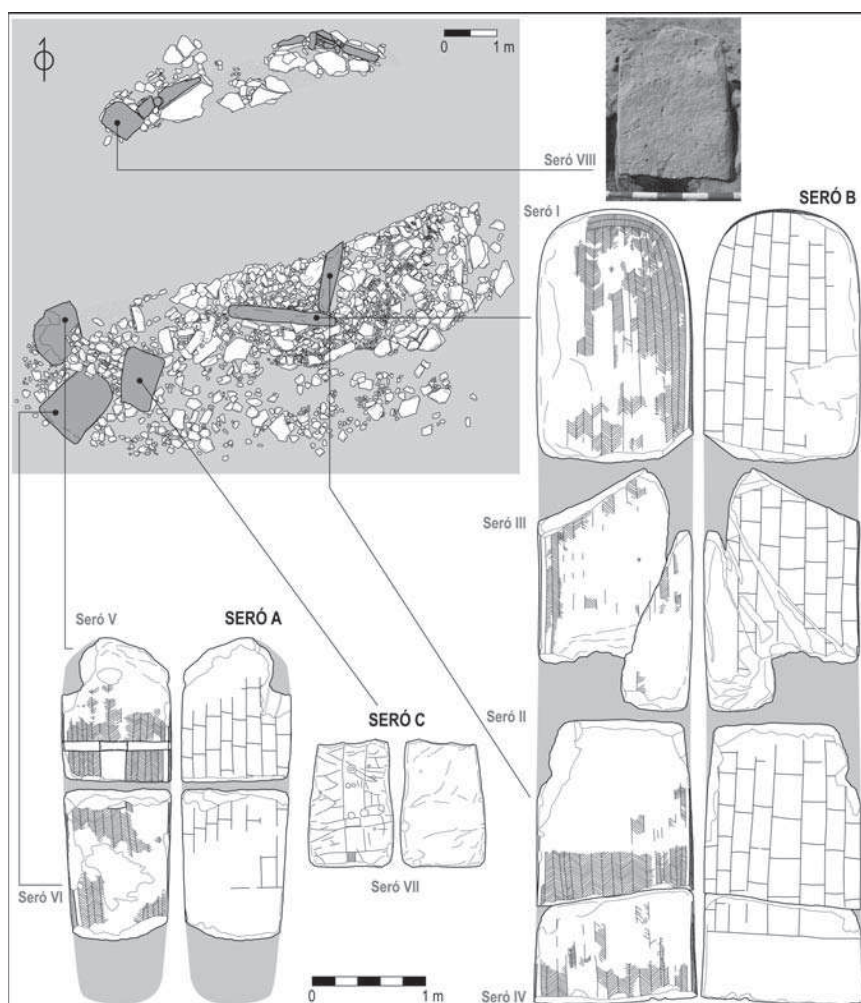 1
0 1 m
Seró VIII
Seró I
SERÓ B
Seró III
Seró V
SERÓ A
SERÓ C
Seró II
Seró VII
Seró VI
0 1 m
Seró IV